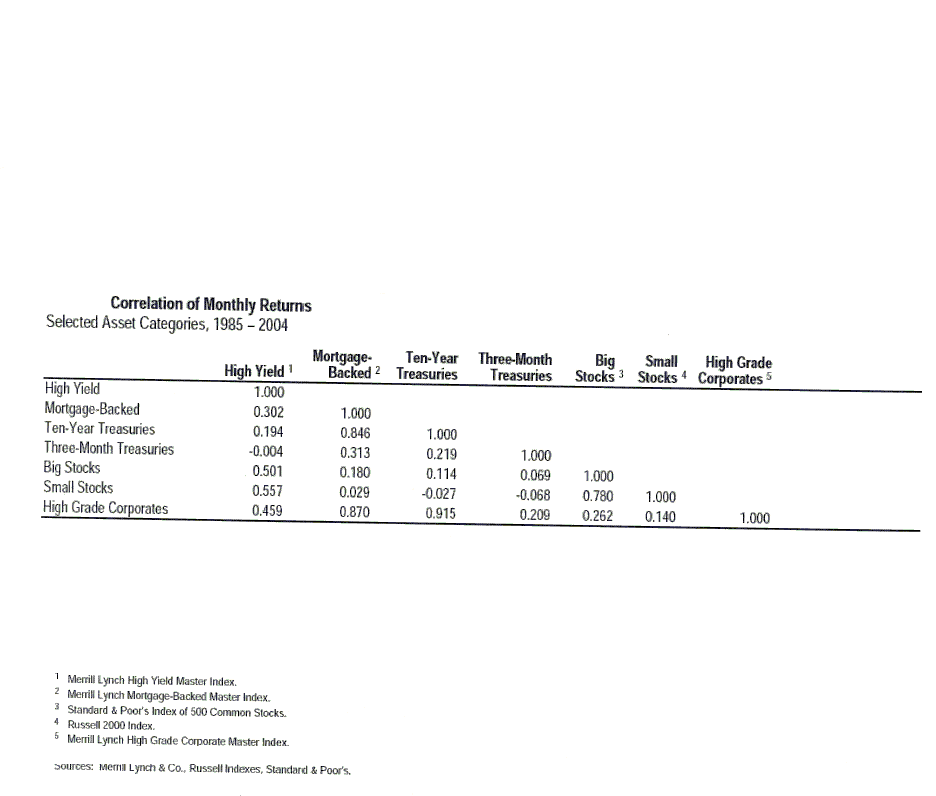 Correlation of Monthly Returns
Selected Asset Categories, 1985 – 2004
Mortgage- Ten-Year Three-Month Big Small High Grade
High Yield 1 Backed 2 Treasuries Treasuries Stocks 3 Stocks 4 Corporates 5
High Yield 1.000
Mortgage-Backed 0.302 1.000
Ten-Year Treasuries 0.194 0.846 1.000
Three-Month Treasuries -0.004 0.313 0.219 1.000
Big Stocks 0.501 0.180 0.114 0.069 1.000
Small Stocks 0.557 0.029 -0.027 -0.068 0.780 1.000
High Grade Corporates 0.459 0.870 0.915 0.209 0.262 0.140 1.000
1 Merrill Lynch High Yield Master Index.
2 Merrill Lynch Mortgage-Backed Master Index.
3 Standard & Poor's Index of 500 Common Stocks.
4 Russell 2000 Index.
5 Merrill Lynch High Grade Corporate Master Index.
Sources: Merrill Lynch & Co., Russell Indexes, Standard & Poor's.